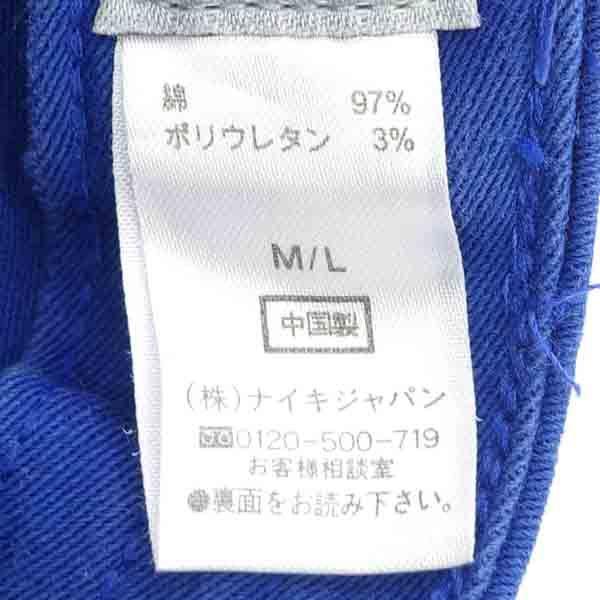 綿 97%
ポリウレタン 3%
M/L
中国製
(株)ナイキジャパン
0120-500-719
お客様相談室
●裏面をお読み下さい。